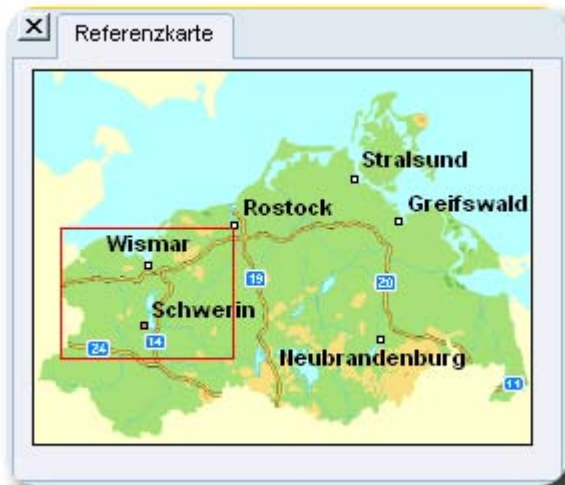 Referenzkarte
Stralsund
Rostock
Greifswald
Wismar
19
20
Schwerin
24
14
Neubrandenburg
11